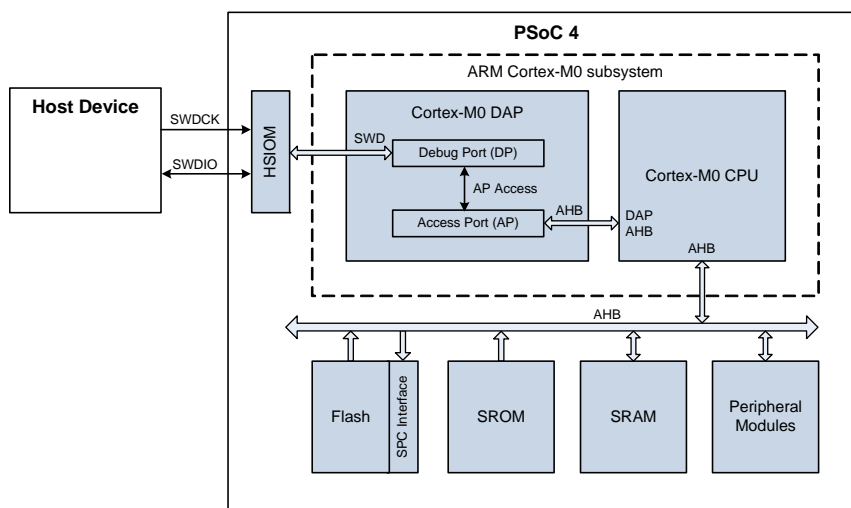 PSoC 4
ARM Cortex-M0 subsystem
Host Device
SWDCK
SWDIO
HSIOM
SWD
Cortex-M0 DAP
Debug Port (DP)
AP Access
Access Port (AP)
AHB
Cortex-M0 CPU
DAP
AHB
AHB
AHB
Flash
SPC Interface
SROM
SRAM
Peripheral
Modules